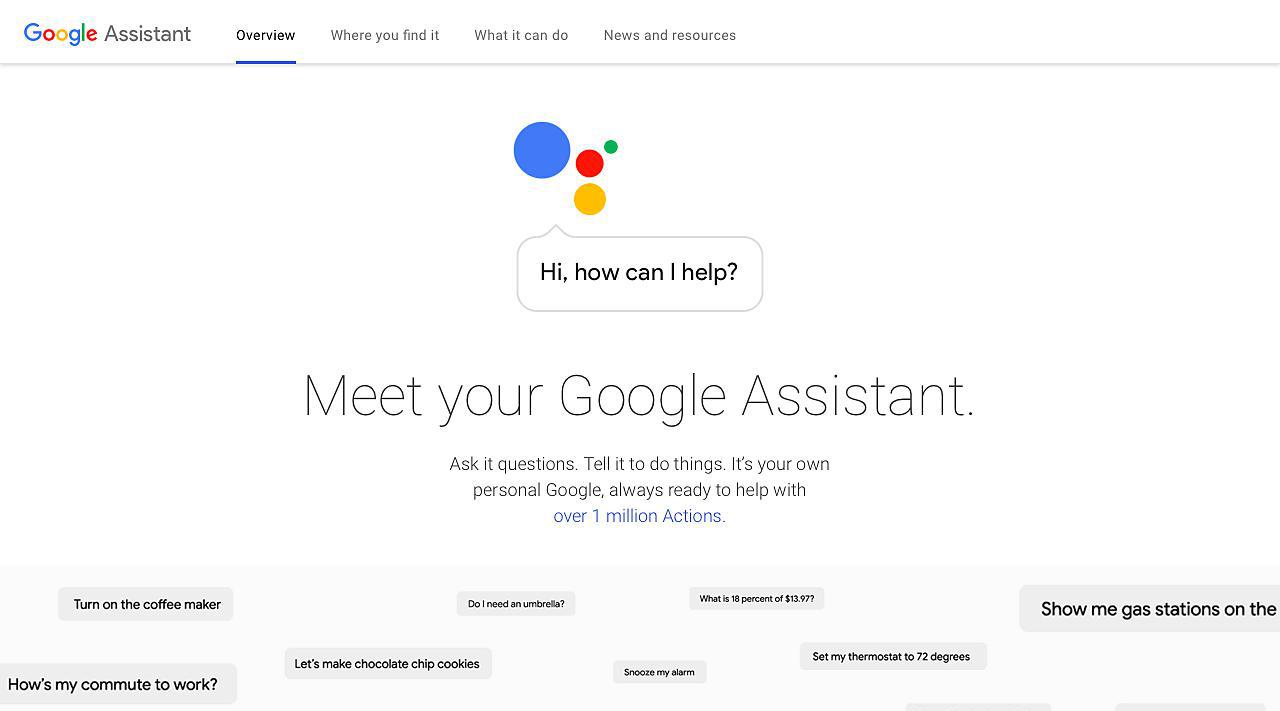 Google Assistant
Overview
Where you find it
What it can do
News and resources
Hi, how can I help?
Meet your Google Assistant.
Ask it questions. Tell it to do things. It’s your own
personal Google, always ready to help with
over 1 million Actions.
Turn on the coffee maker
Do I need an umbrella?
What is 18 percent of $13.97?
Show me gas stations on the
Let’s make chocolate chip cookies
Set my thermostat to 72 degrees
Snooze my alarm
How’s my commute to work?